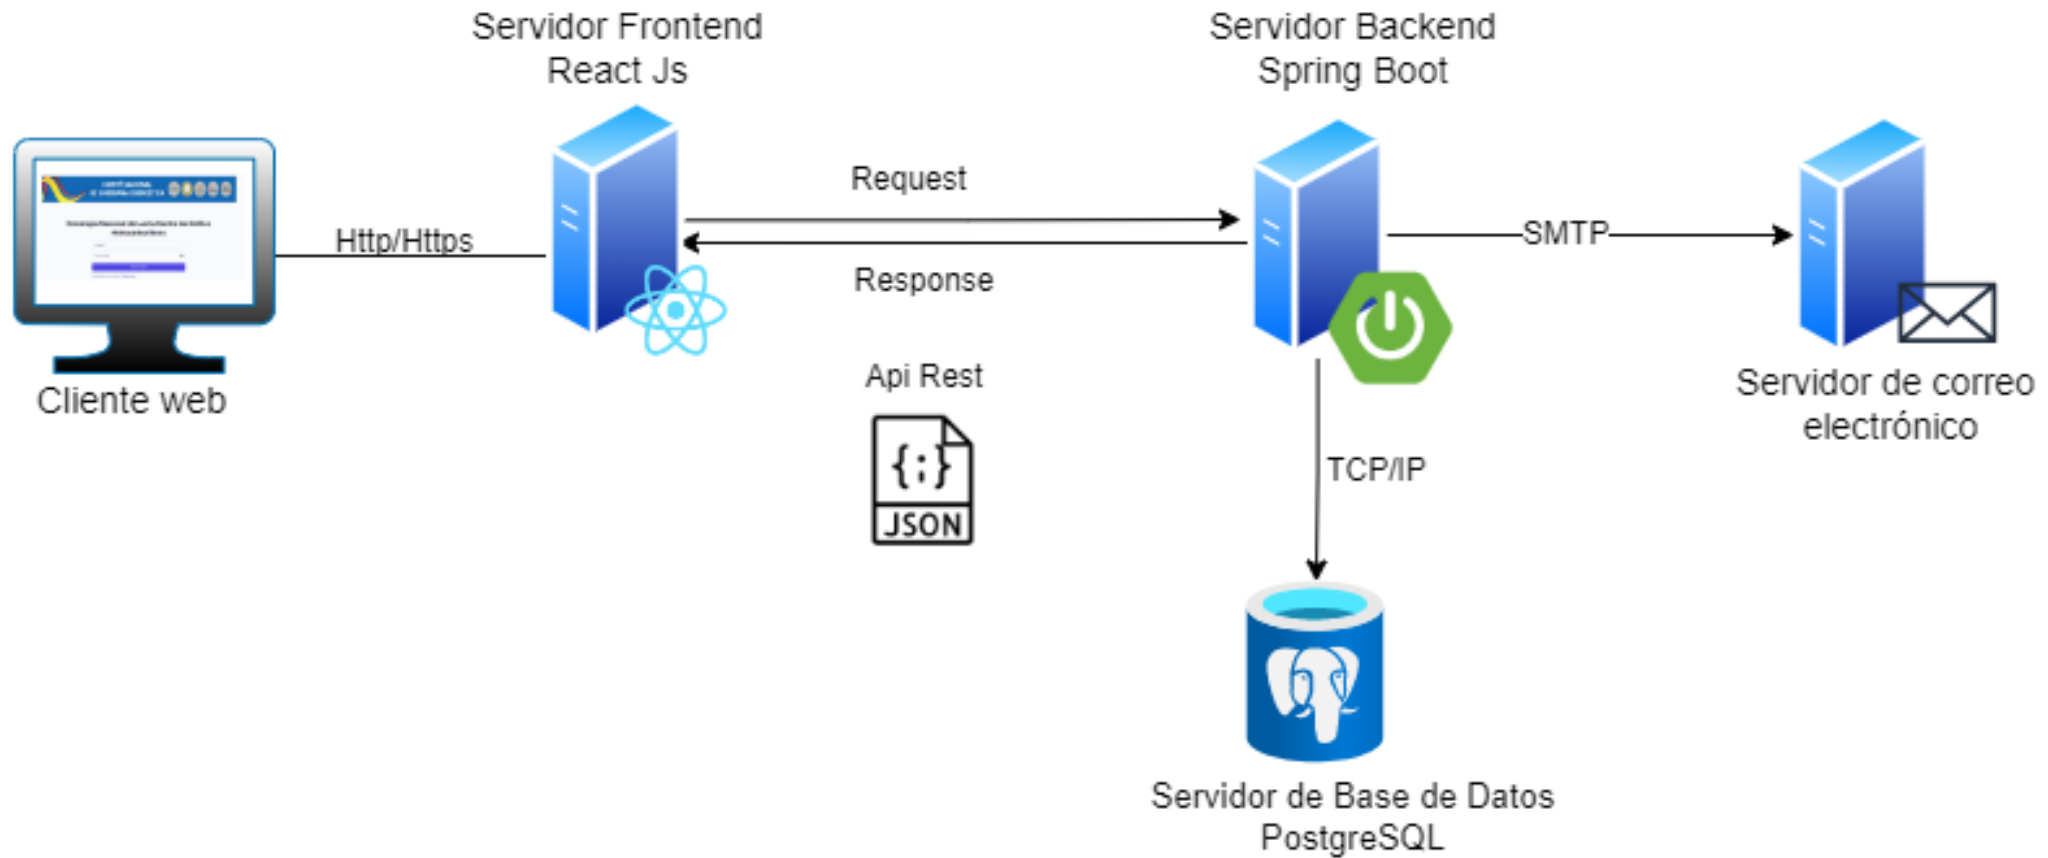 Servidor Frontend
React Js
Servidor Backend
Spring Boot
Request
Http/Https
SMTP
Response
Api Rest
Cliente web
Servidor de correo
electrónico
TCP/IP
{;}
JSON
Servidor de Base de Datos
PostgreSQL